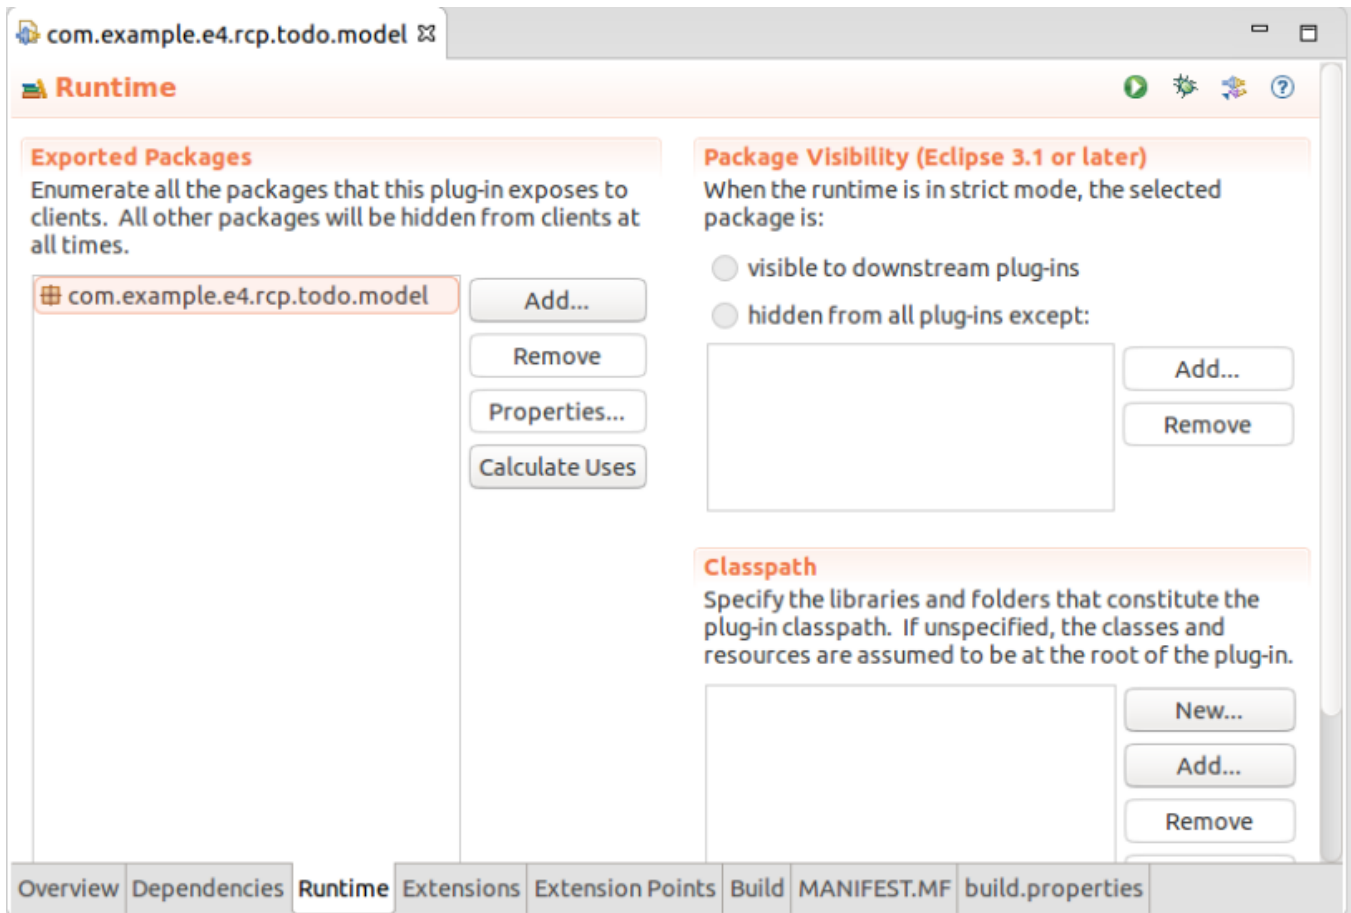 com.example.e4.rcp.todo.model
Runtime
Exported Packages
Enumerate all the packages that this plug-in exposes to
clients.  All other packages will be hidden from clients at
all times.
com.example.e4.rcp.todo.model
Add...
Remove
Properties...
Calculate Uses
Package Visibility (Eclipse 3.1 or later)
When the runtime is in strict mode, the selected
package is:
visible to downstream plug-ins
hidden from all plug-ins except:
Add...
Remove
Classpath
Specify the libraries and folders that constitute the
plug-in classpath.  If unspecified, the classes and
resources are assumed to be at the root of the plug-in.
New...
Add...
Remove
Overview Dependencies Runtime Extensions Extension Points Build MANIFEST.MF build.properties